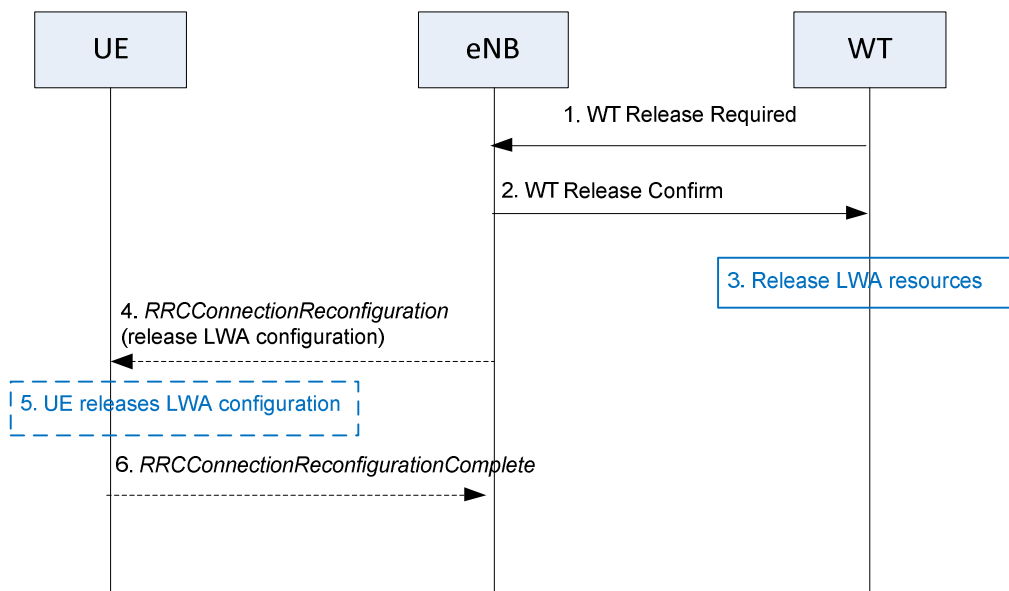 UE
eNB
WT
1. WT Release Required
2. WT Release Confirm
3. Release LWA resources
4. RRCConnectionReconfiguration
(release LWA configuration)
5. UE releases LWA configuration
6. RRCConnectionReconfigurationComplete